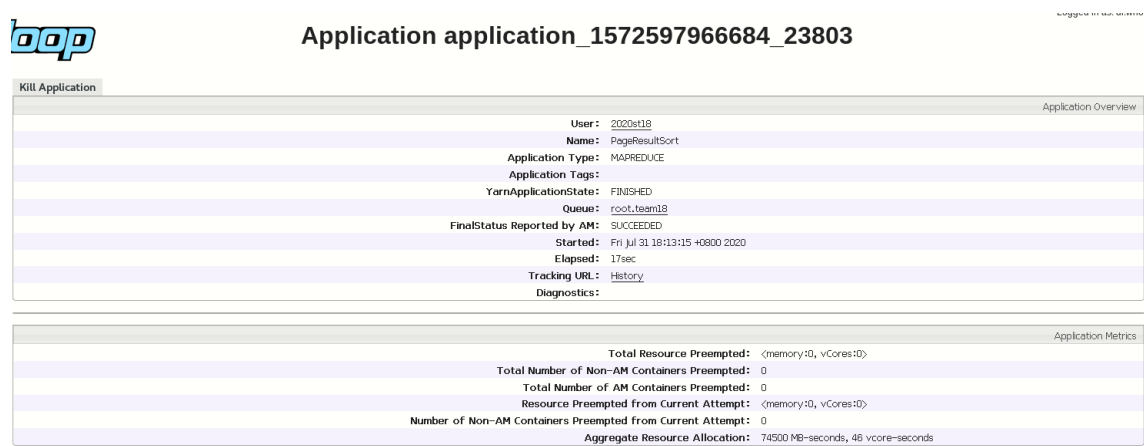 oop
Application application_1572597966684_23803
Kill Application
Application Overview
User: 2020st18
Name: PageResultSort
Application Type: MAPREDUCE
Application Tags:
YarnApplicationState: FINISHED
Queue: root.team18
FinalStatus Reported by AM: SUCCEEDED
Started: Fri Jul 31 18:13:15 +0800 2020
Elapsed: 17sec
Tracking URL: History
Diagnostics:
Application Metrics
Total Resource Preempted: <memory:0, vCores:0>
Total Number of Non-AM Containers Preempted: 0
Total Number of AM Containers Preempted: 0
Resource Preempted from Current Attempt: <memory:0, vCores:0>
Number of Non-AM Containers Preempted from Current Attempt: 0
Aggregate Resource Allocation: 74500 MB-seconds, 46 vcore-seconds